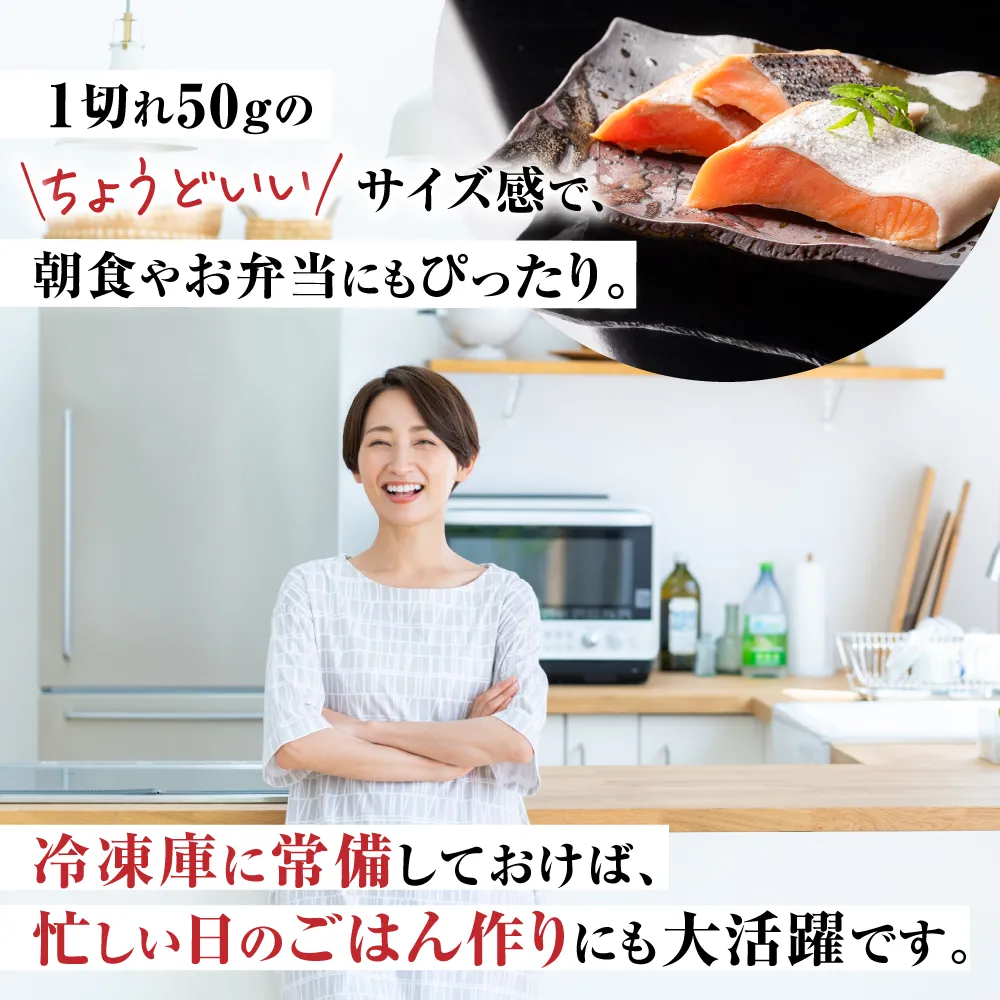 1切れ50gの
\ちょうどいい/ サイズ感で、
朝食やお弁当にもぴったり。
冷凍庫に常備しておけば、
忙しい日のごはん作りにも大活躍です。